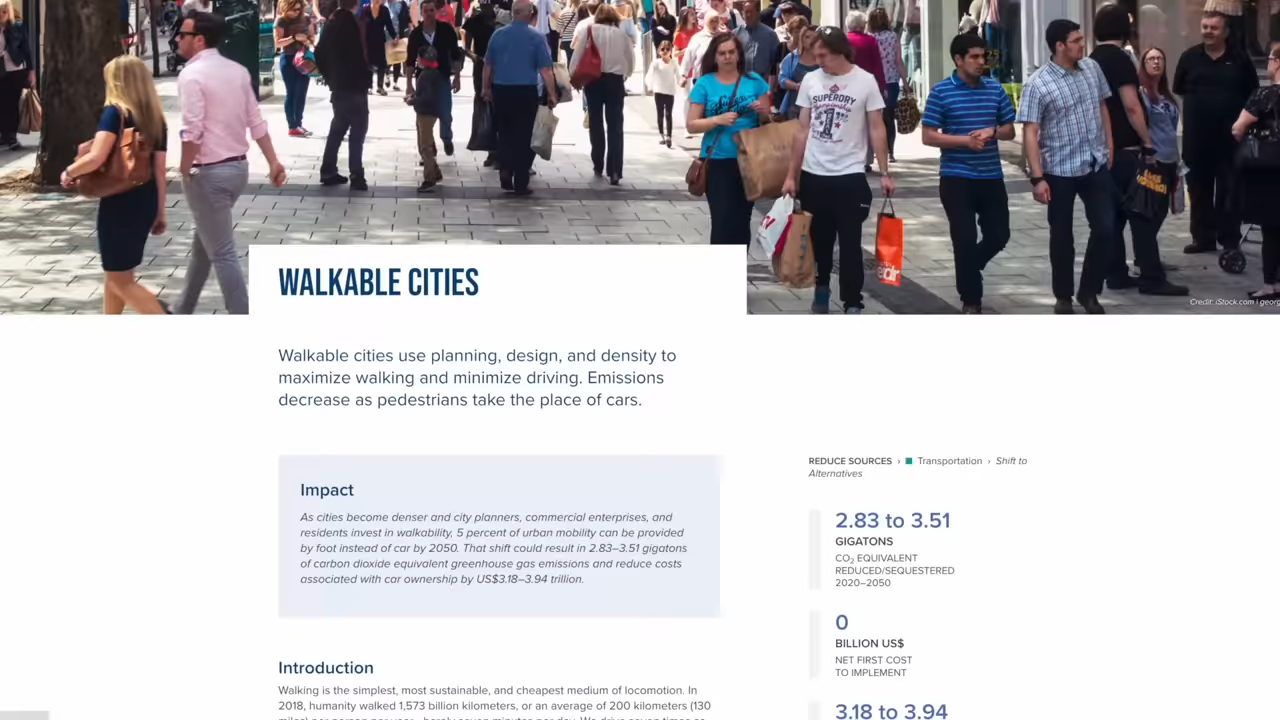 SUPERDRY
1
Credit: iStock.com | georg
WALKABLE CITIES
Walkable cities use planning, design, and density to
maximize walking and minimize driving. Emissions
decrease as pedestrians take the place of cars.
Impact
As cities become denser and city planners, commercial enterprises, and
residents invest in walkability, 5 percent of urban mobility can be provided
by foot instead of car by 2050. That shift could result in 2.83–3.51 gigatons
of carbon dioxide equivalent greenhouse gas emissions and reduce costs
associated with car ownership by US$3.18–3.94 trillion.
Introduction
Walking is the simplest, most sustainable, and cheapest medium of locomotion. In
2018, humanity walked 1,573 billion kilometers, or an average of 200 kilometers (130
REDUCE SOURCES › Transportation › Shift to
Alternatives
2.83 to 3.51
GIGATONS
CO₂ EQUIVALENT
REDUCED/SEQUESTERED
2020–2050
0
BILLION US$
NET FIRST COST
TO IMPLEMENT
3.18 to 3.94